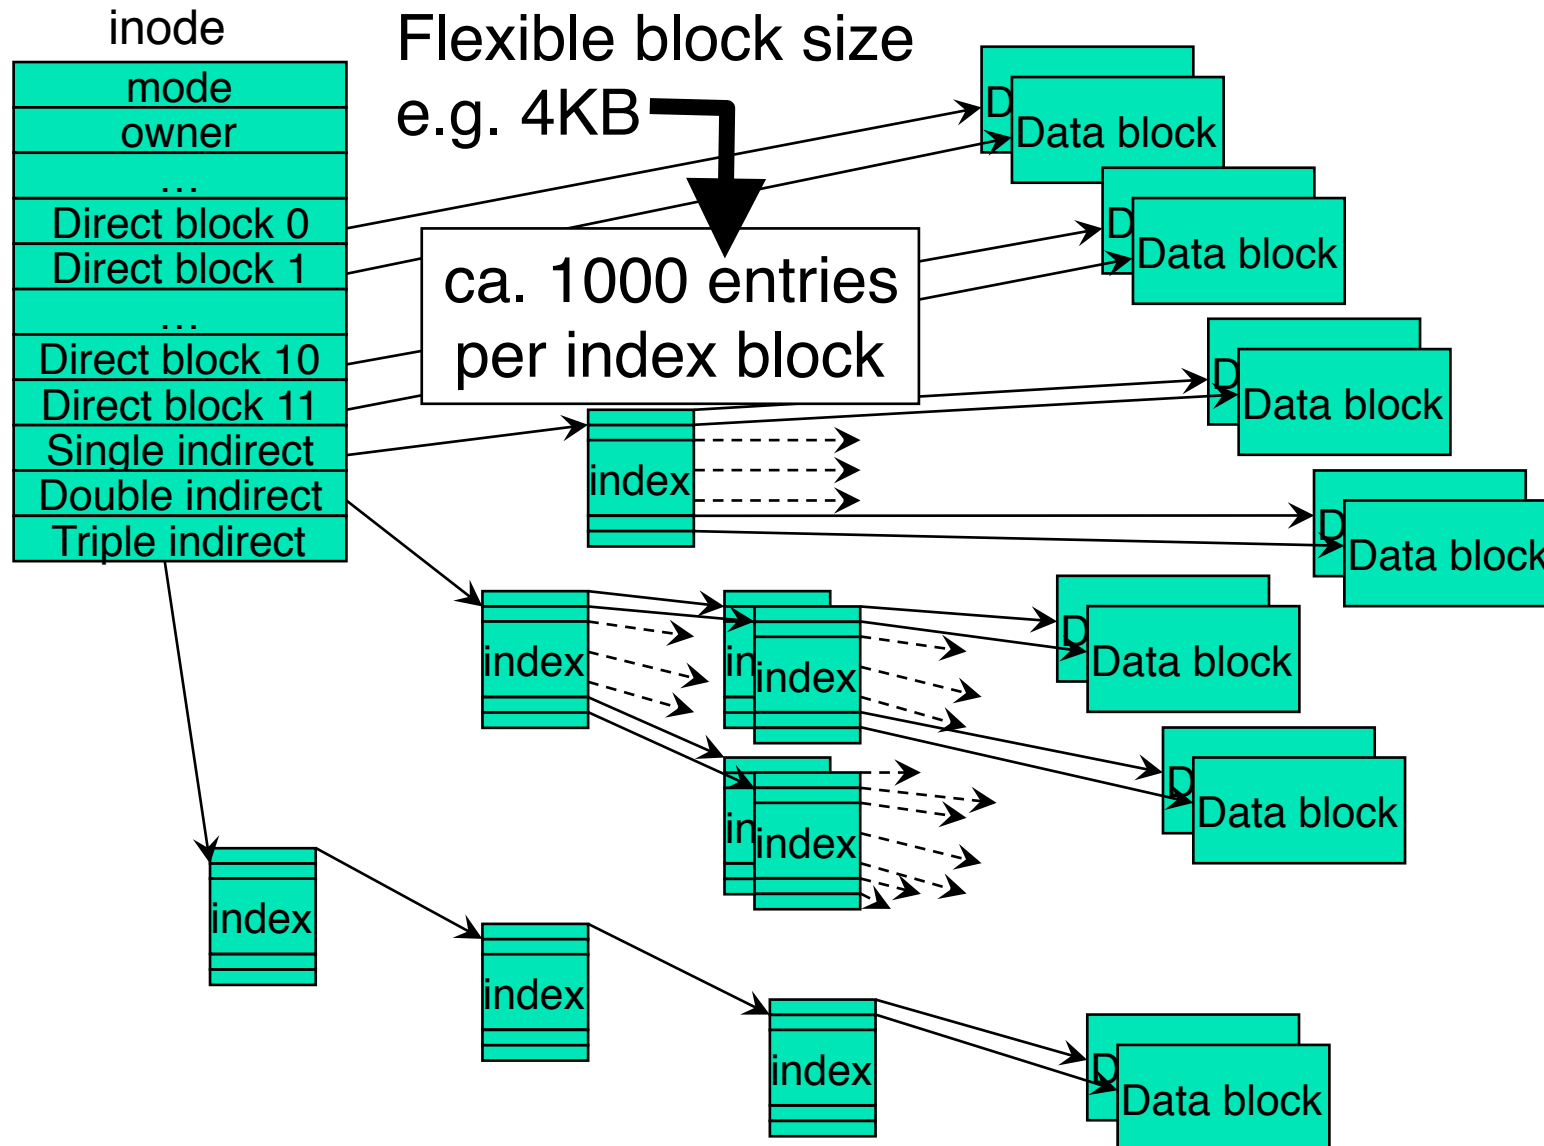 inode
mode
owner
...
Direct block 0
Direct block 1
...
Direct block 10
Direct block 11
Single indirect
Double indirect
Triple indirect
Flexible block size
e.g. 4KB
ca. 1000 entries
per index block
D
Data block
D
Data block
D
Data block
D
Data block
index
index
in
index
in
index
D
Data block
D
Data block
index
index
index
D
Data block